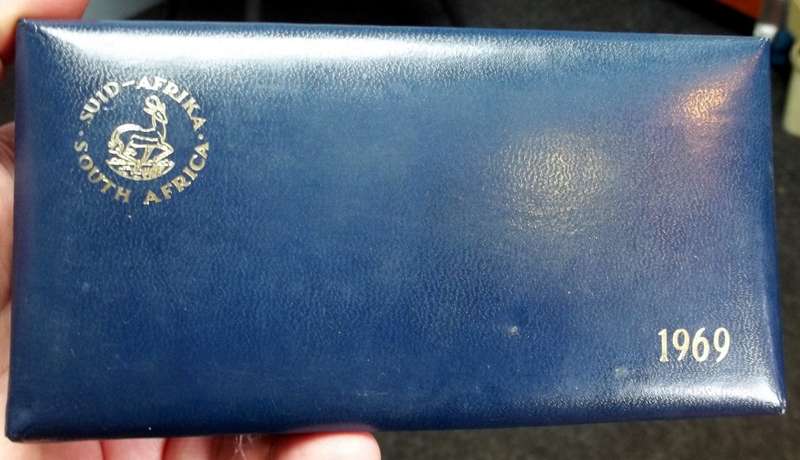 · SUID–AFRIKA ·
SOUTH AFRICA
1969